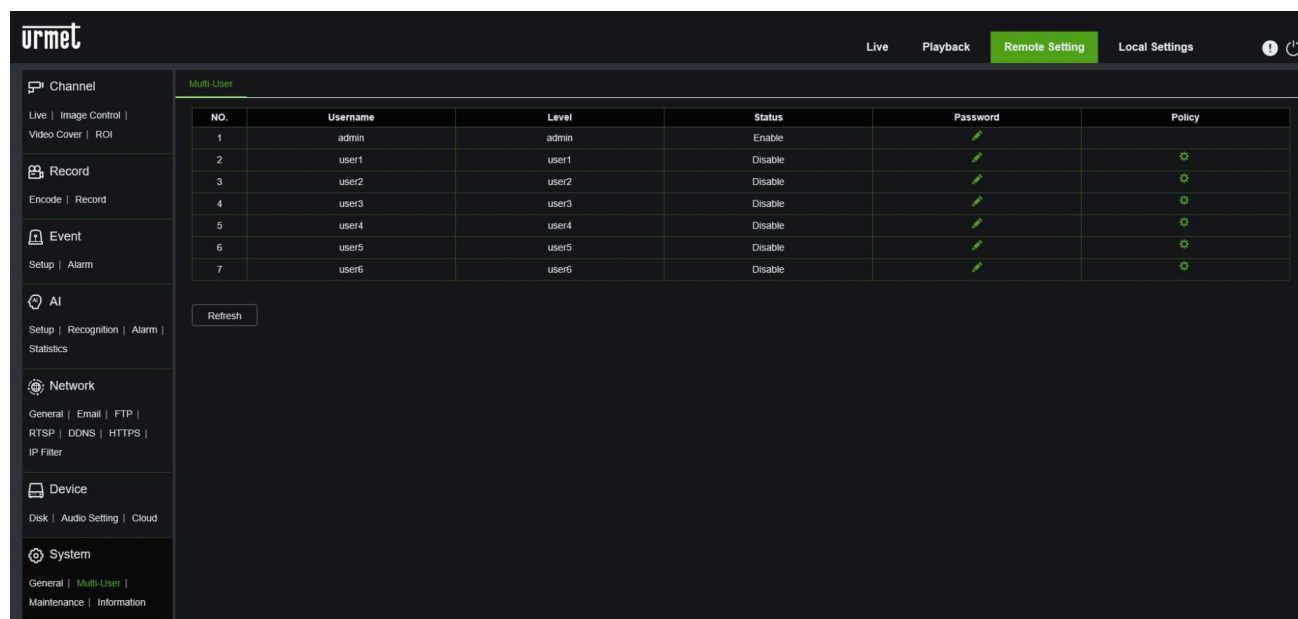 urmet
Live Playback Remote Setting Local Settings
Channel
Live | Image Control |
Video Cover | ROI
Record
Encode | Record
Event
Setup | Alarm
AI
Setup | Recognition | Alarm |
Statistics
Network
General | Email | FTP |
RTSP | DDNS | HTTPS |
IP Filter
Device
Disk | Audio Setting | Cloud
System
General | Multi-User |
Maintenance | Information
Multi-User
NO. Username Level Status Password Policy
1 admin admin Enable
2 user1 user1 Disable
3 user2 user2 Disable
4 user3 user3 Disable
5 user4 user4 Disable
6 user5 user5 Disable
7 user6 user6 Disable
Refresh